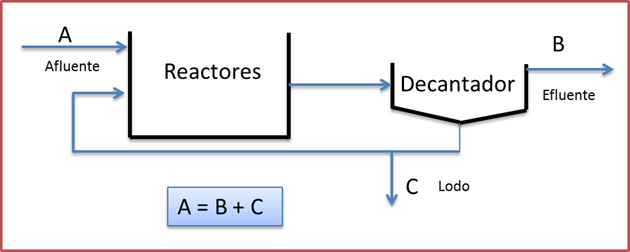 A
Afluente
Reactores
Decantador
B
Efluente
C
Lodo
A = B + C